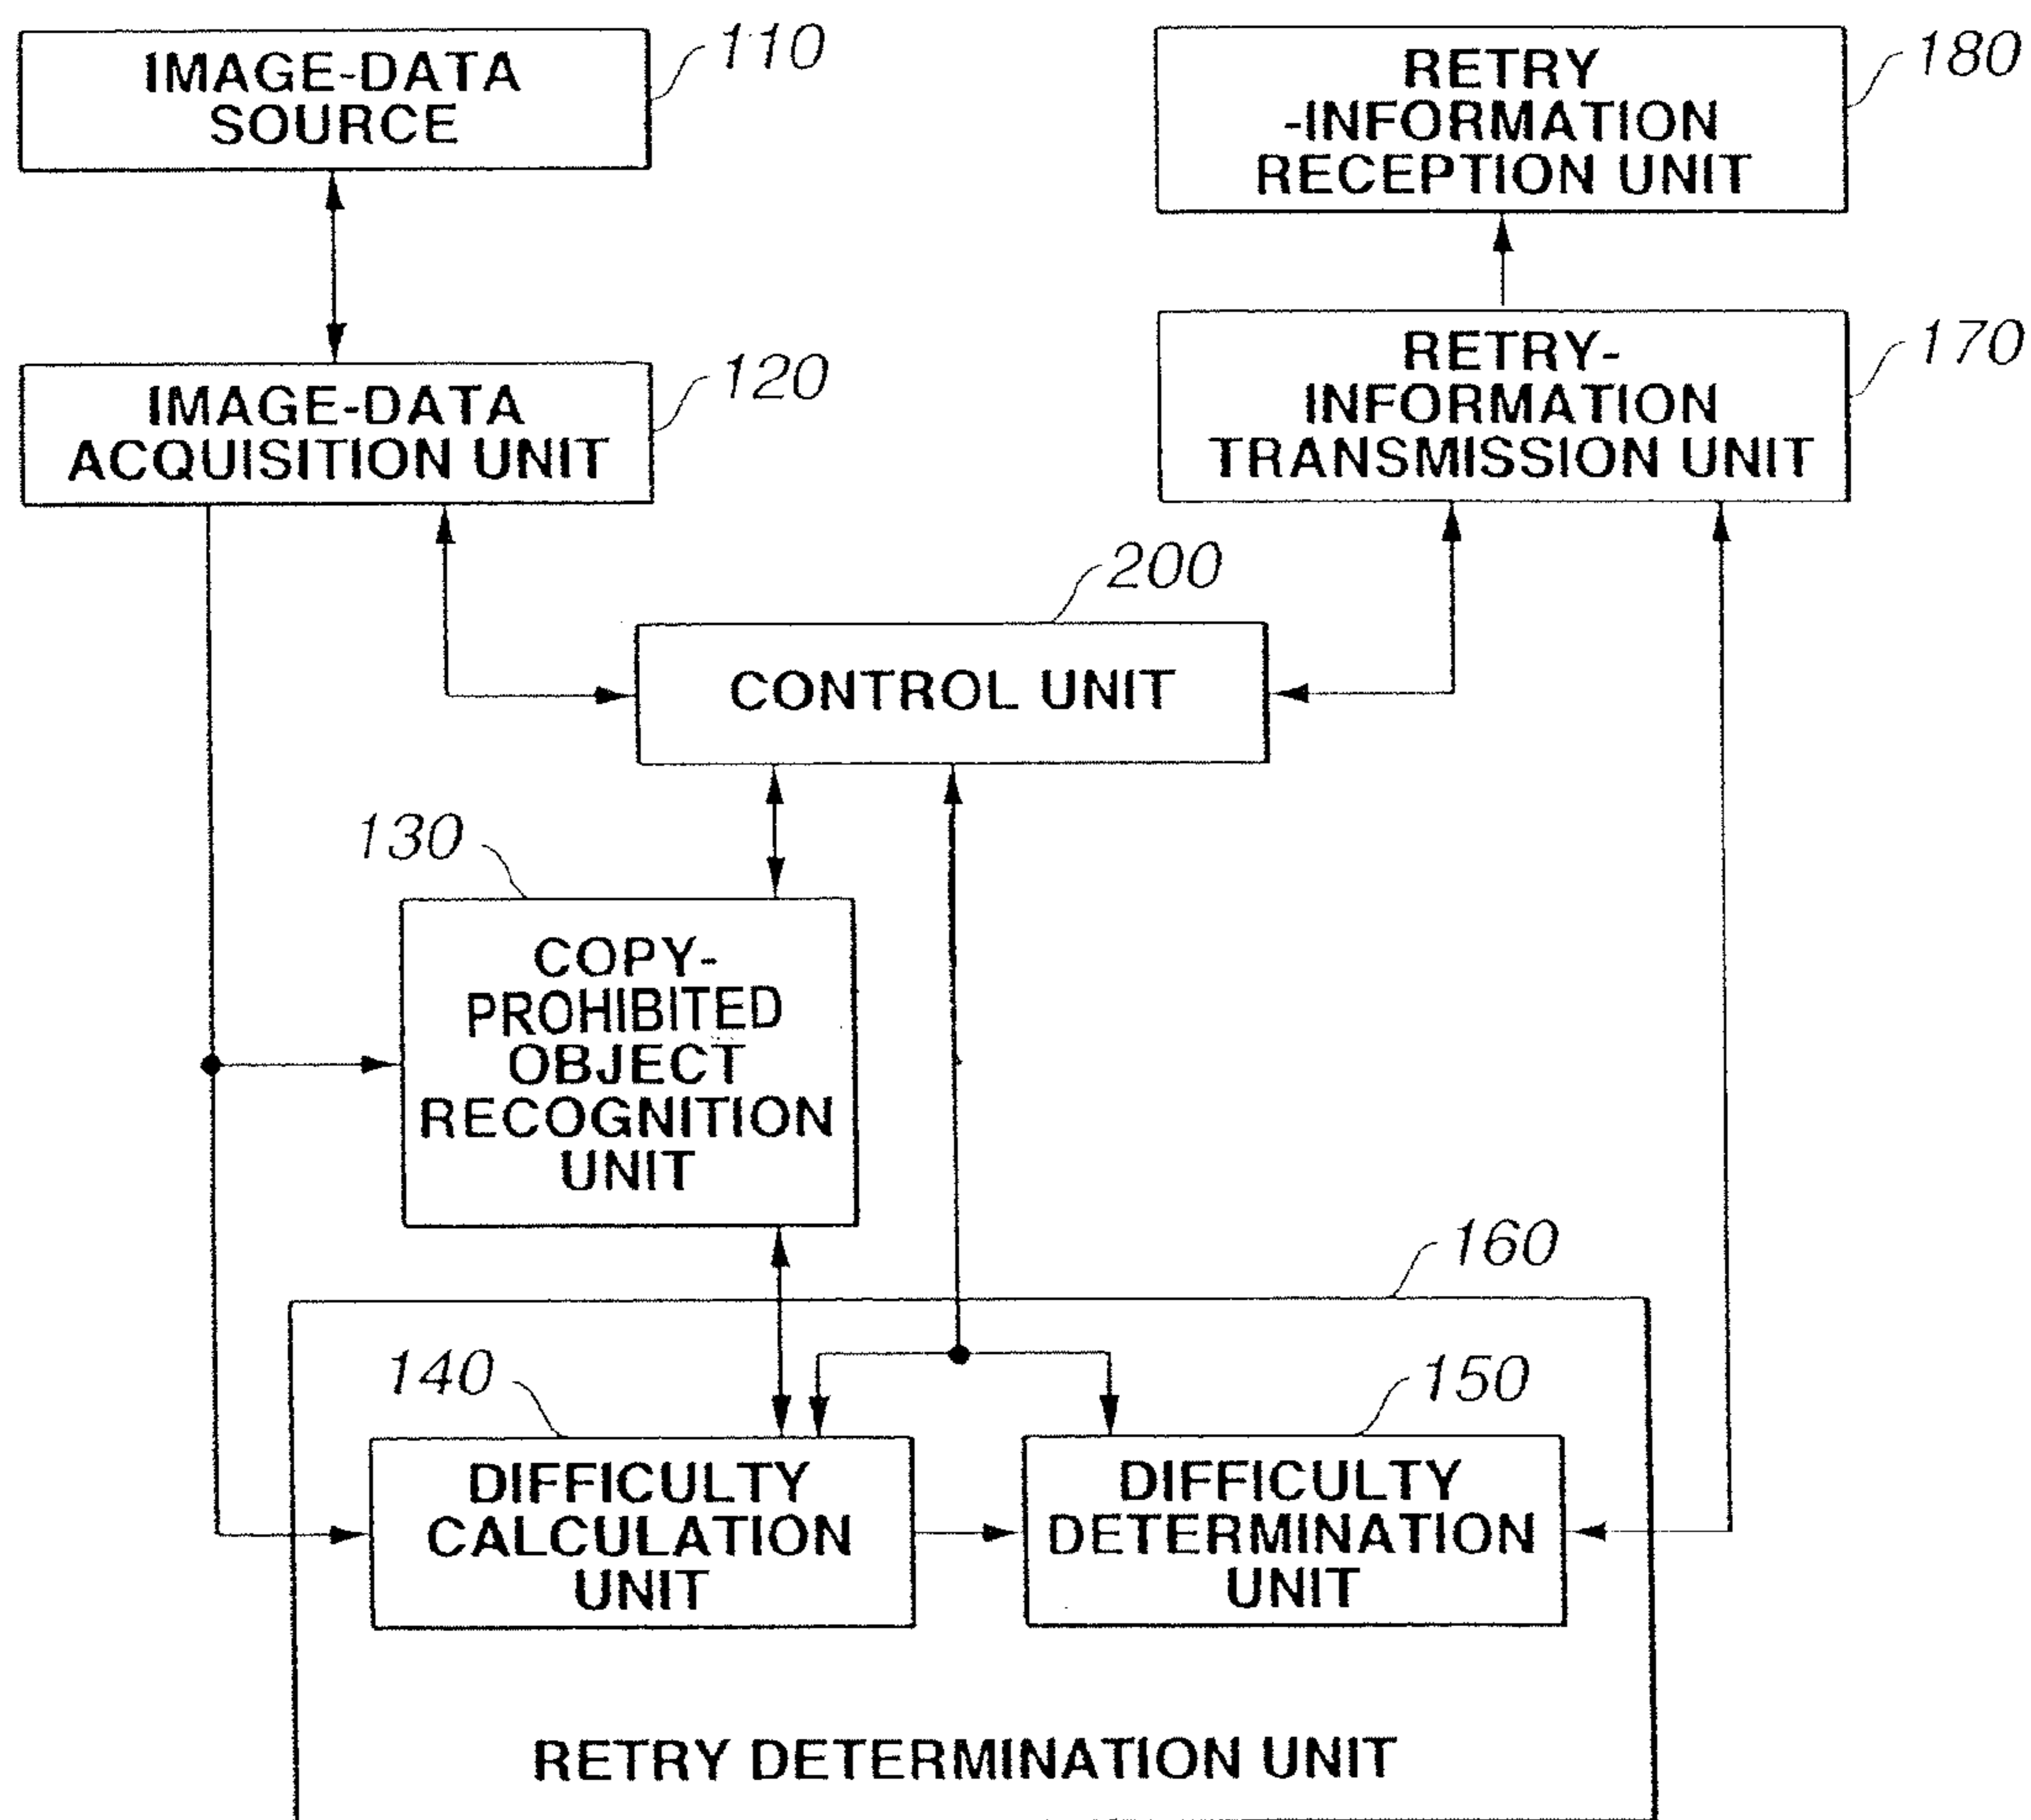 110
IMAGE-DATA
SOURCE
180
RETRY
-INFORMATION
RECEPTION UNIT
120
IMAGE-DATA
ACQUISITION UNIT
170
RETRY-
INFORMATION
TRANSMISSION UNIT
200
CONTROL UNIT
130
COPY-
PROHIBITED
OBJECT
RECOGNITION
UNIT
160
140
DIFFICULTY
CALCULATION
UNIT
150
DIFFICULTY
DETERMINATION
UNIT
RETRY DETERMINATION UNIT